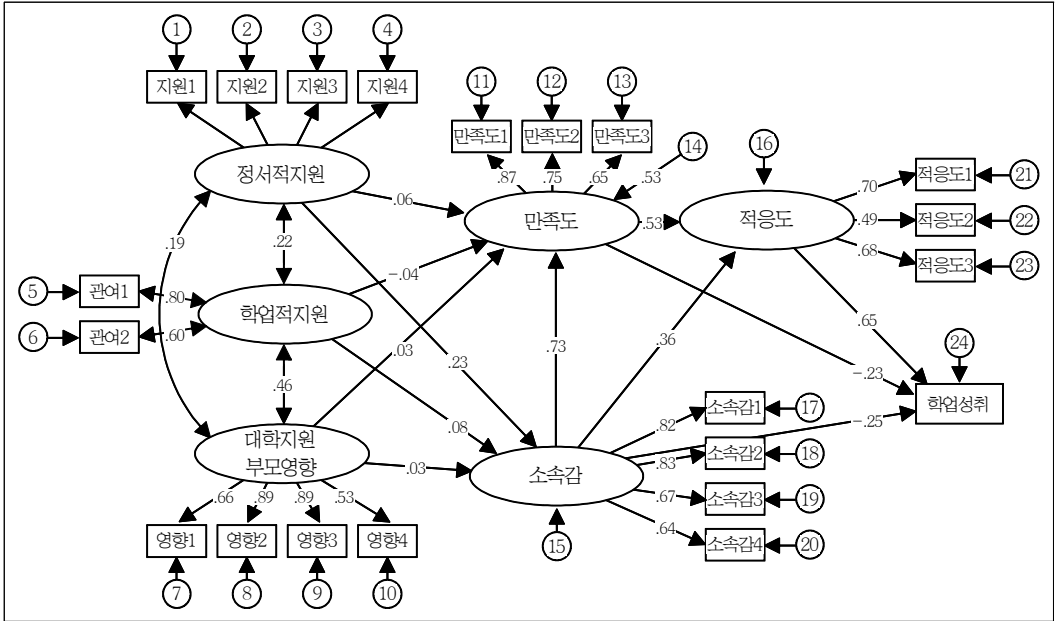 1 2 3 4
지원1 지원2 지원3 지원4
11 12 13
만족도1 만족도2 만족도3
14 16
.87 .75 .65 .53
정서적지원
.06
만족도
.53
적응도
.70 적응도1 21
.49 적응도2 22
.68 적응도3 23
.19
.22
-.04
5 관여1 .80
6 관여2 .60
학업적지원
.03
.23
.73
.36
.65
-.23
24
학업성취
-.25
.46
.08
대학지원
부모영향
.03
소속감
.82 소속감1 17
.83 소속감2 18
.67 소속감3 19
.64 소속감4 20
.66 .89 .89 .53
영향1 영향2 영향3 영향4
15
7 8 9 10